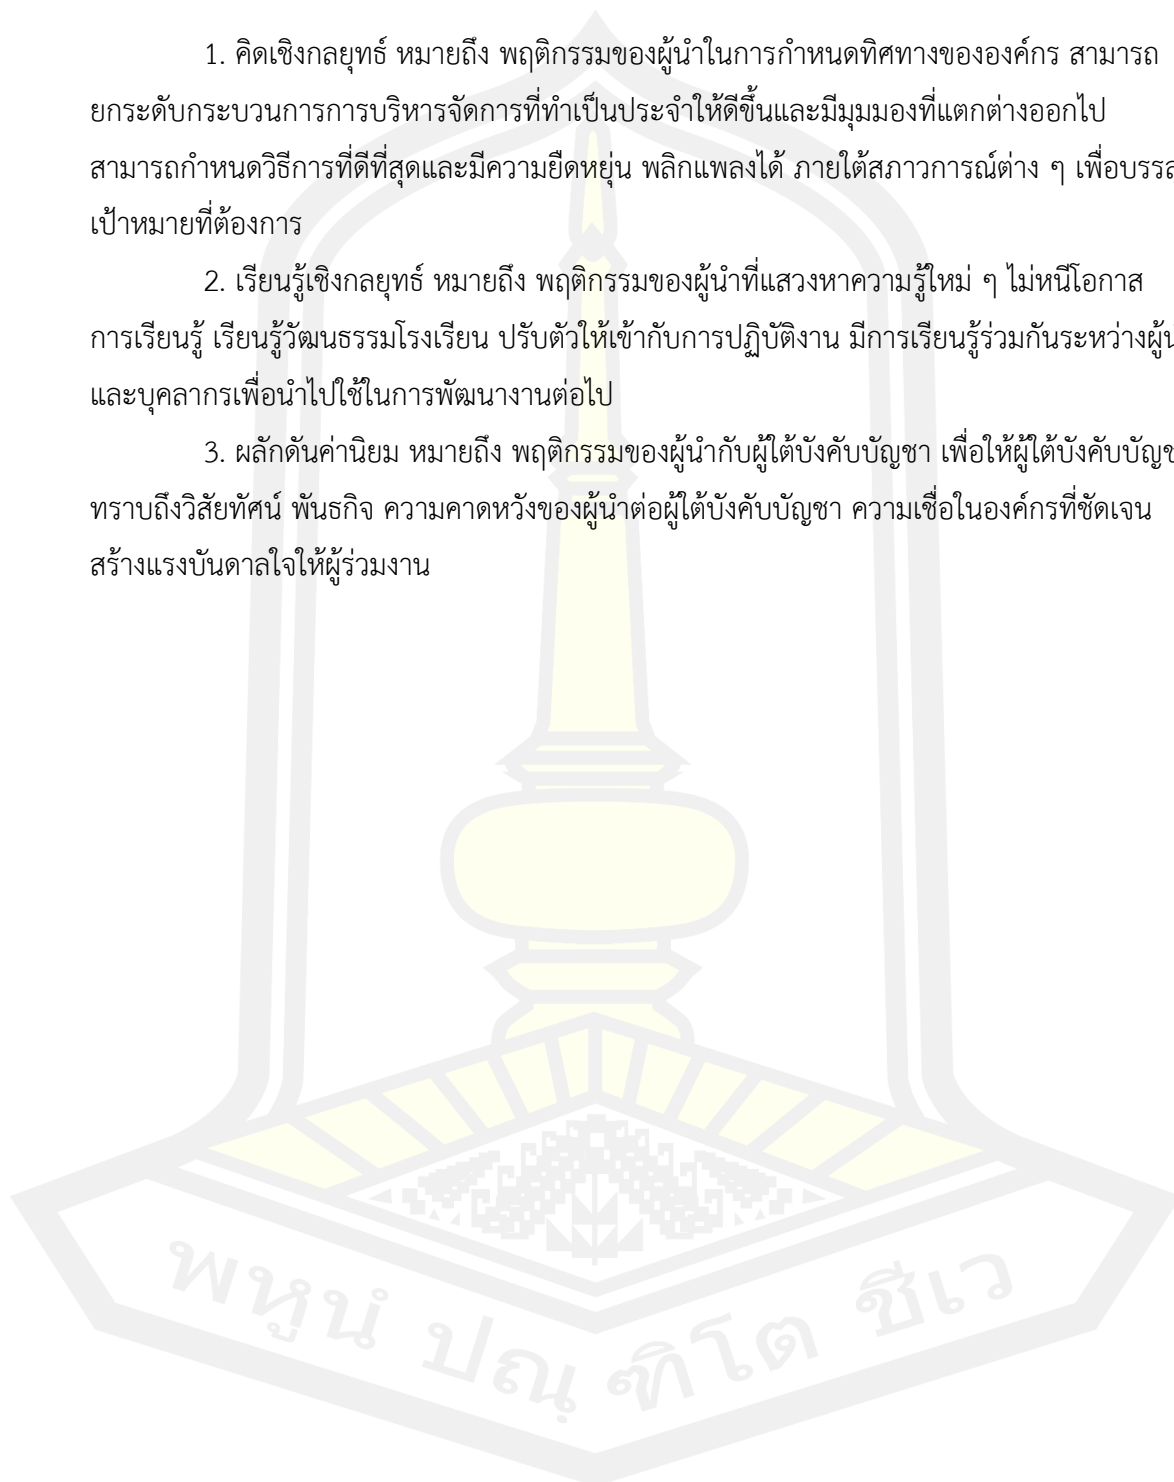 1. คิดเชิงกลยุทธ์ หมายถึง พฤติกรรมของผู้นำในการกำหนดทิศทางขององค์กร สามารถ
ยกระดับกระบวนการการบริหารจัดการที่ทำเป็นประจำให้ดีขึ้นและมีมุมมองที่แตกต่างออกไป
สามารถกำหนดวิธีการที่ดีที่สุดและมีความยืดหยุ่น พลิกแพลงได้ ภายใต้สภาวการณ์ต่าง ๆ เพื่อบรรล
เป้าหมายที่ต้องการ
2. เรียนรู้เชิงกลยุทธ์ หมายถึง พฤติกรรมของผู้นำที่แสวงหาความรู้ใหม่ ๆ ไม่หนีโอกาส
การเรียนรู้ เรียนรู้วัฒนธรรมโรงเรียน ปรับตัวให้เข้ากับการปฏิบัติงาน มีการเรียนรู้ร่วมกันระหว่างผู้น
และบุคลากรเพื่อนำไปใช้ในการพัฒนางานต่อไป
3. ผลักดันค่านิยม หมายถึง พฤติกรรมของผู้นำกับผู้ใต้บังคับบัญชา เพื่อให้ผู้ใต้บังคับบัญช
ทราบถึงวิสัยทัศน์ พันธกิจ ความคาดหวังของผู้นำต่อผู้ใต้บังคับบัญชา ความเชื่อในองค์กรที่ชัดเจน
สร้างแรงบันดาลใจให้ผู้ร่วมงาน
พหูนํ ปณฺฑิโต ชีเว